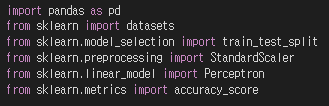 import pandas as pd
from sklearn import datasets
from sklearn.model_selection import train_test_split
from sklearn.preprocessing import StandardScaler
from sklearn.linear_model import Perceptron
from sklearn.metrics import accuracy_score